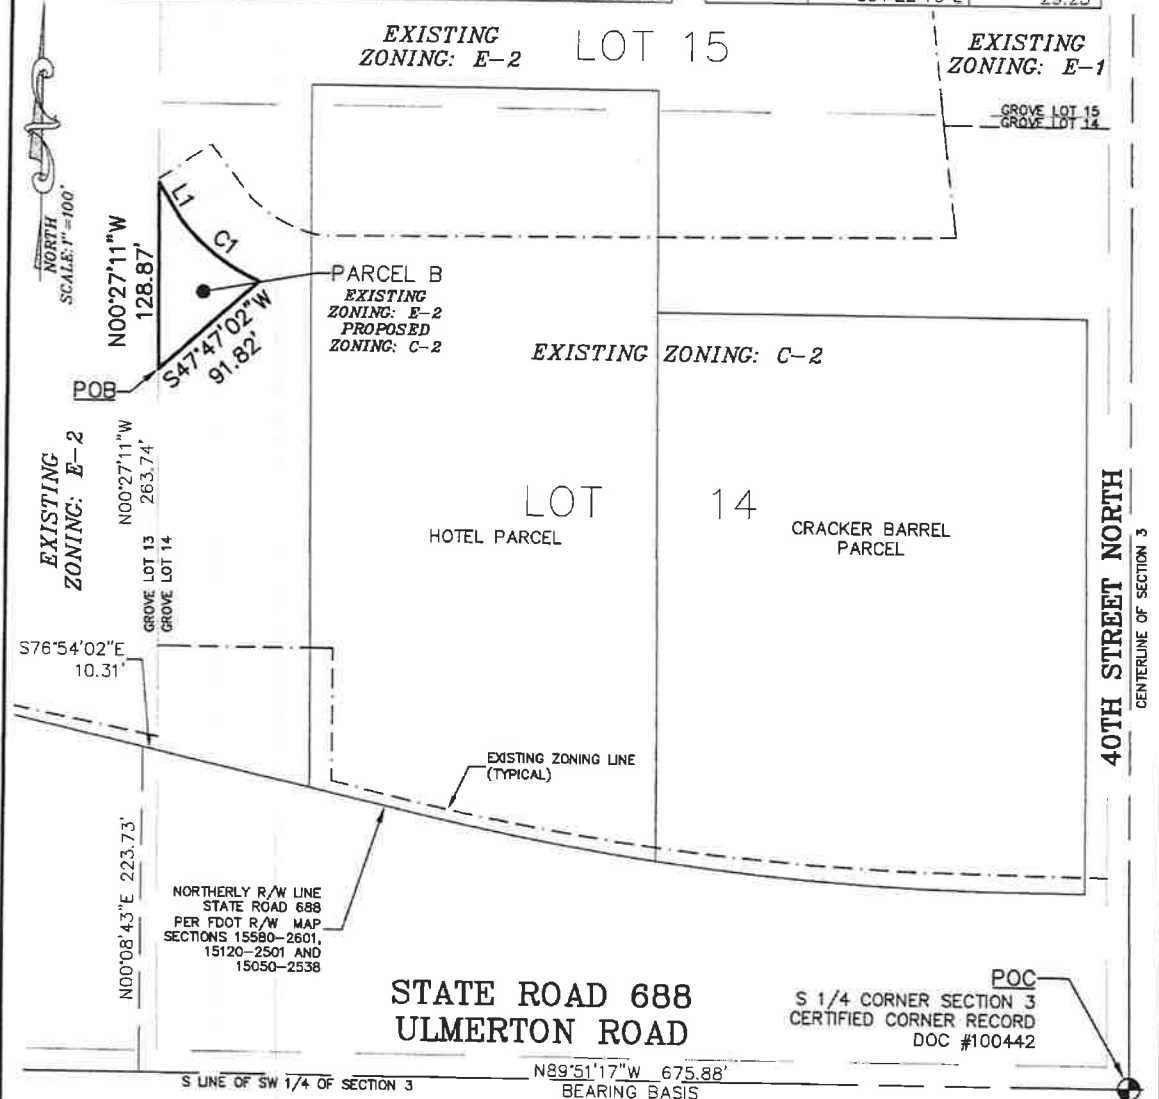 EXISTING
ZONING: E-2
LOT 15
EXISTING
ZONING: E-1
GROVE LOT 15
GROVE LOT 14
NORTH
SCALE:1"=100'
L1
C1
N00°27'11"W
128.87'
S47°47'02"W
91.82'
PARCEL B
EXISTING
ZONING: E-2
PROPOSED
ZONING: C-2
EXISTING ZONING: C-2
POB
EXISTING
ZONING: E-2
N00°27'11"W
263.74'
GROVE LOT 13
GROVE LOT 14
LOT 14
HOTEL PARCEL
CRACKER BARREL
PARCEL
40TH STREET NORTH
CENTERLINE OF SECTION 3
S76°54'02"E
10.31'
EXISTING ZONING LINE
(TYPICAL)
N00°08'43"E 223.73'
NORTHERLY R/W LINE
STATE ROAD 688
PER FDOT R/W MAP
SECTIONS 15580-2601,
15120-2501 AND
15050-2538
STATE ROAD 688
ULMERTON ROAD
POC
S 1/4 CORNER SECTION 3
CERTIFIED CORNER RECORD
DOC #100442
S LINE OF SW 1/4 OF SECTION 3
N89°51'17"W 675.88'
BEARING BASIS